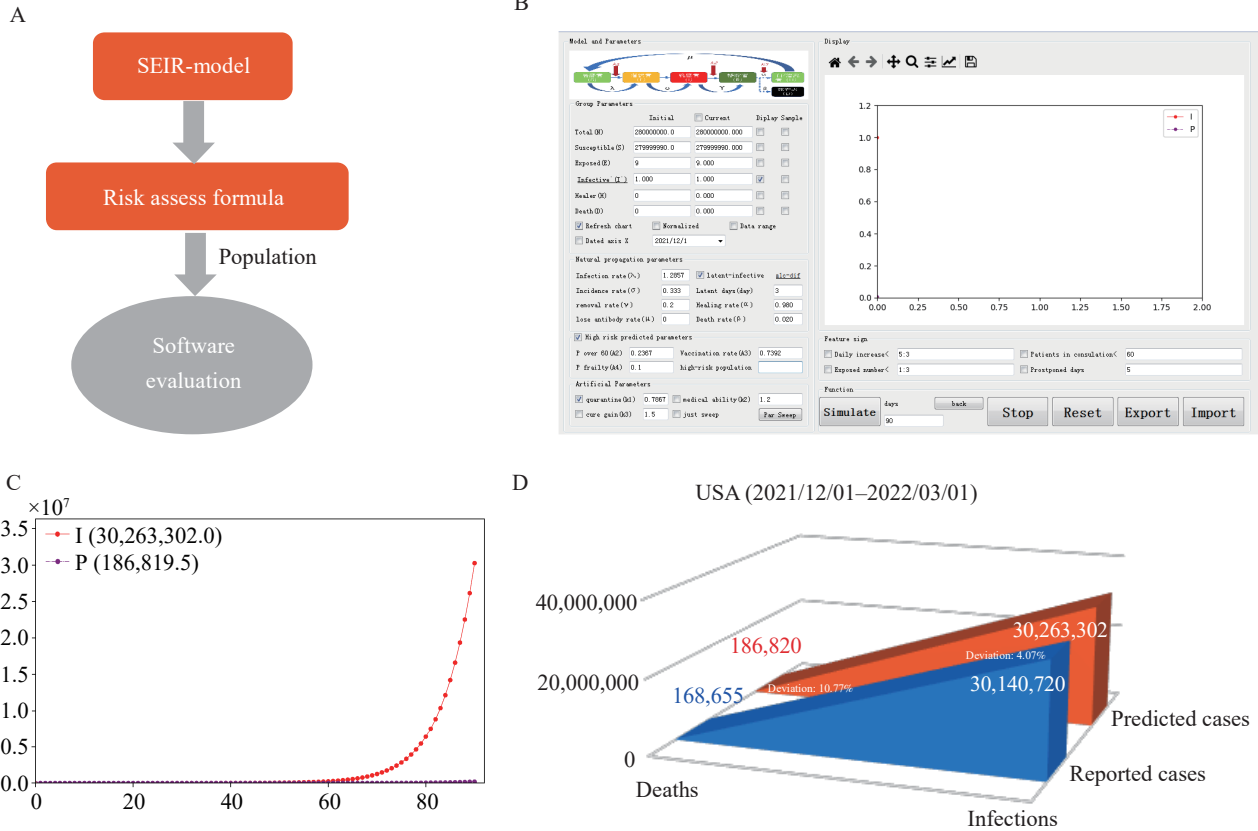 A
SEIR-model
Risk assess formula
Population
Software
evaluation
B
Model and Parameters
μ
λ σ γ
Group Parameters
Initial Current Diplay Sample
Total(N) 280000000.0 280000000.000
Susceptible(S) 279999990.0 279999990.000
Exposed(E) 9 9.000
Infective (I) 1.000 1.000
Healer(H) 0 0.000
Death(D) 0 0.000
Refresh chart Normalized Data range
Dated axis X 2021/12/1
Natural propagation parameters
Infection rate(λ) 1.2857 latent-infective alo-dif
Incidence rate(σ) 0.333 Latent days(day) 3
removal rate(γ) 0.2 Healing rate(α) 0.980
lose antibody rate(μ) 0 Death rate(β) 0.020
High risk predicted parameters
P over 60(A2) 0.2367 Vaccination rate(A3) 0.7392
P frailty(A4) 0.1 high-risk population
Artificial Parameters
quarantine(k1) 0.7867 medical ability(k2) 1.2
cure gain(k3) 1.5 just sweep Par Sweep
Display
I
P
1.2
1.0
0.8
0.6
0.4
0.2
0.0
0.00 0.25 0.50 0.75 1.00 1.25 1.50 1.75 2.00
Feature sign
Daily increase< 5:3 Patients in consulation< 60
Exposed number< 1:3 Prostponed days 5
Function
Simulate days 90 back Stop Reset Export Import
C
×10⁷
3.5
3.0
2.5
2.0
1.0
0.5
0.0
I (30,263,302.0)
P (186,819.5)
0 20 40 60 80
D
USA (2021/12/01–2022/03/01)
40,000,000
20,000,000
0
186,820
Deviation: 10.77%
168,655
30,263,302
Deviation: 4.07%
30,140,720
Predicted cases
Reported cases
Deaths
Infections